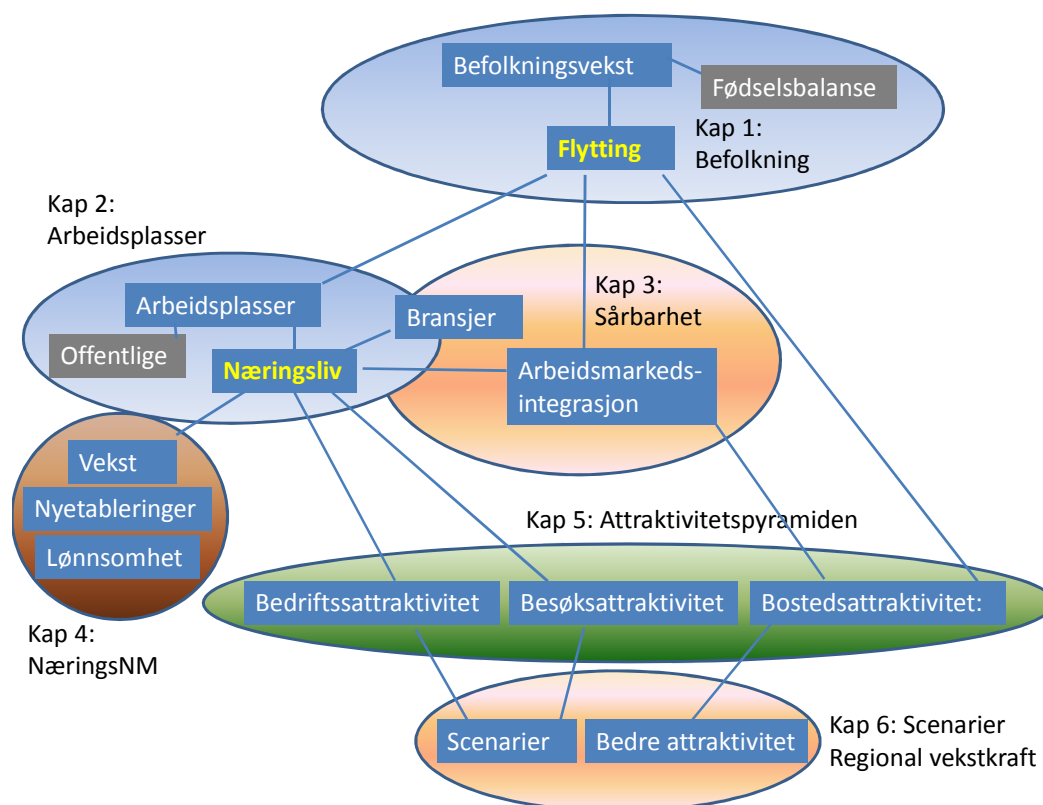 Befolkningsvekst
Fødselsbalanse
Kap 1:
Befolkning
Flytting
Kap 2:
Arbeidsplasser
Arbeidsplasser
Offentlige
Næringsliv
Bransjer
Kap 3:
Sårbarhet
Arbeidsmarkeds-
integrasjon
Vekst
Nyetableringer
Lønnsomhet
Kap 4:
NæringsNM
Kap 5: Attraktivitetspyramiden
Bedriftssattraktivitet
Besøksattraktivitet
Bostedsattraktivitet:
Scenarier
Bedre attraktivitet
Kap 6: Scenarier
Regional vekstkraft